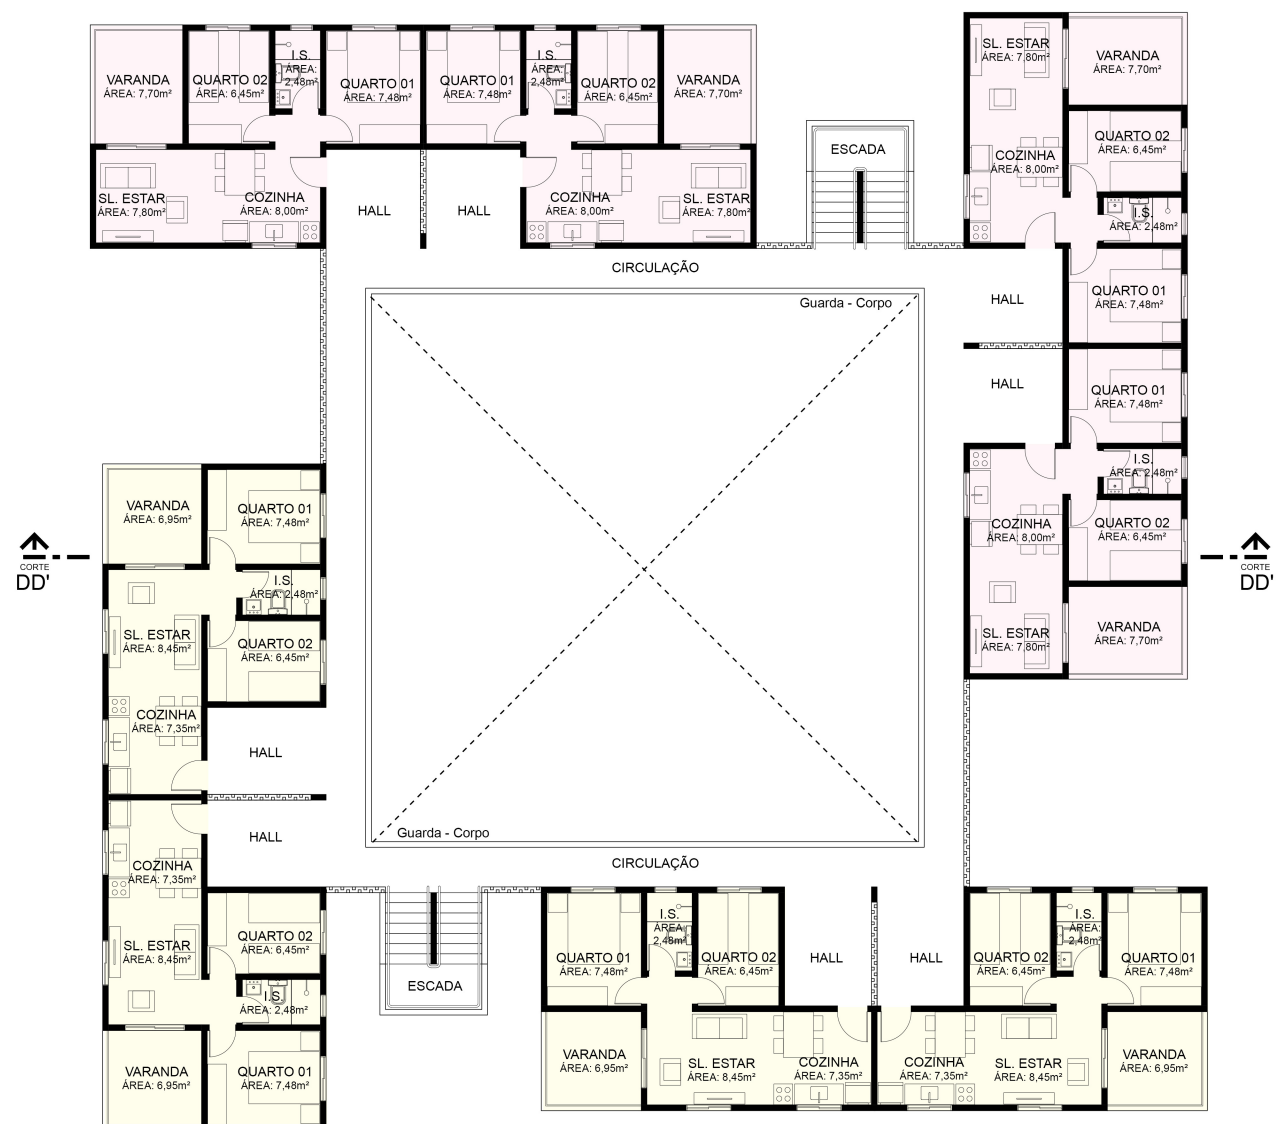 VARANDA
ÁREA: 7,70m²
QUARTO 02
ÁREA: 6,45m²
I.S.
ÁREA:
2,48m²
QUARTO 01
ÁREA: 7,48m²
QUARTO 01
ÁREA: 7,48m²
I.S.
ÁREA:
2,48m²
QUARTO 02
ÁREA: 6,45m²
VARANDA
ÁREA: 7,70m²
SL. ESTAR
ÁREA: 7,80m²
COZINHA
ÁREA: 8,00m²
HALL
HALL
COZINHA
ÁREA: 8,00m²
SL. ESTAR
ÁREA: 7,80m²
ESCADA
CIRCULAÇÃO
SL. ESTAR
ÁREA: 7,80m²
VARANDA
ÁREA: 7,70m²
QUARTO 02
ÁREA: 6,45m²
COZINHA
ÁREA: 8,00m²
I.S.
ÁREA: 2,48m²
HALL
QUARTO 01
ÁREA: 7,48m²
Guarda - Corpo
HALL
QUARTO 01
ÁREA: 7,48m²
I.S.
ÁREA: 2,48m²
COZINHA
ÁREA: 8,00m²
QUARTO 02
ÁREA: 6,45m²
SL. ESTAR
ÁREA: 7,80m²
VARANDA
ÁREA: 7,70m²
CORTE
DD'
CORTE
DD'
VARANDA
ÁREA: 6,95m²
QUARTO 01
ÁREA: 7,48m²
I.S.
ÁREA: 2,48m²
SL. ESTAR
ÁREA: 8,45m²
QUARTO 02
ÁREA: 6,45m²
COZINHA
ÁREA: 7,35m²
HALL
HALL
COZINHA
ÁREA: 7,35m²
SL. ESTAR
ÁREA: 8,45m²
QUARTO 02
ÁREA: 6,45m²
I.S.
ÁREA: 2,48m²
VARANDA
ÁREA: 6,95m²
QUARTO 01
ÁREA: 7,48m²
Guarda - Corpo
CIRCULAÇÃO
ESCADA
QUARTO 01
ÁREA: 7,48m²
I.S.
ÁREA:
2,48m²
QUARTO 02
ÁREA: 6,45m²
HALL
HALL
QUARTO 02
ÁREA: 6,45m²
I.S.
ÁREA:
2,48m²
QUARTO 01
ÁREA: 7,48m²
VARANDA
ÁREA: 6,95m²
SL. ESTAR
ÁREA: 8,45m²
COZINHA
ÁREA: 7,35m²
COZINHA
ÁREA: 7,35m²
SL. ESTAR
ÁREA: 8,45m²
VARANDA
ÁREA: 6,95m²